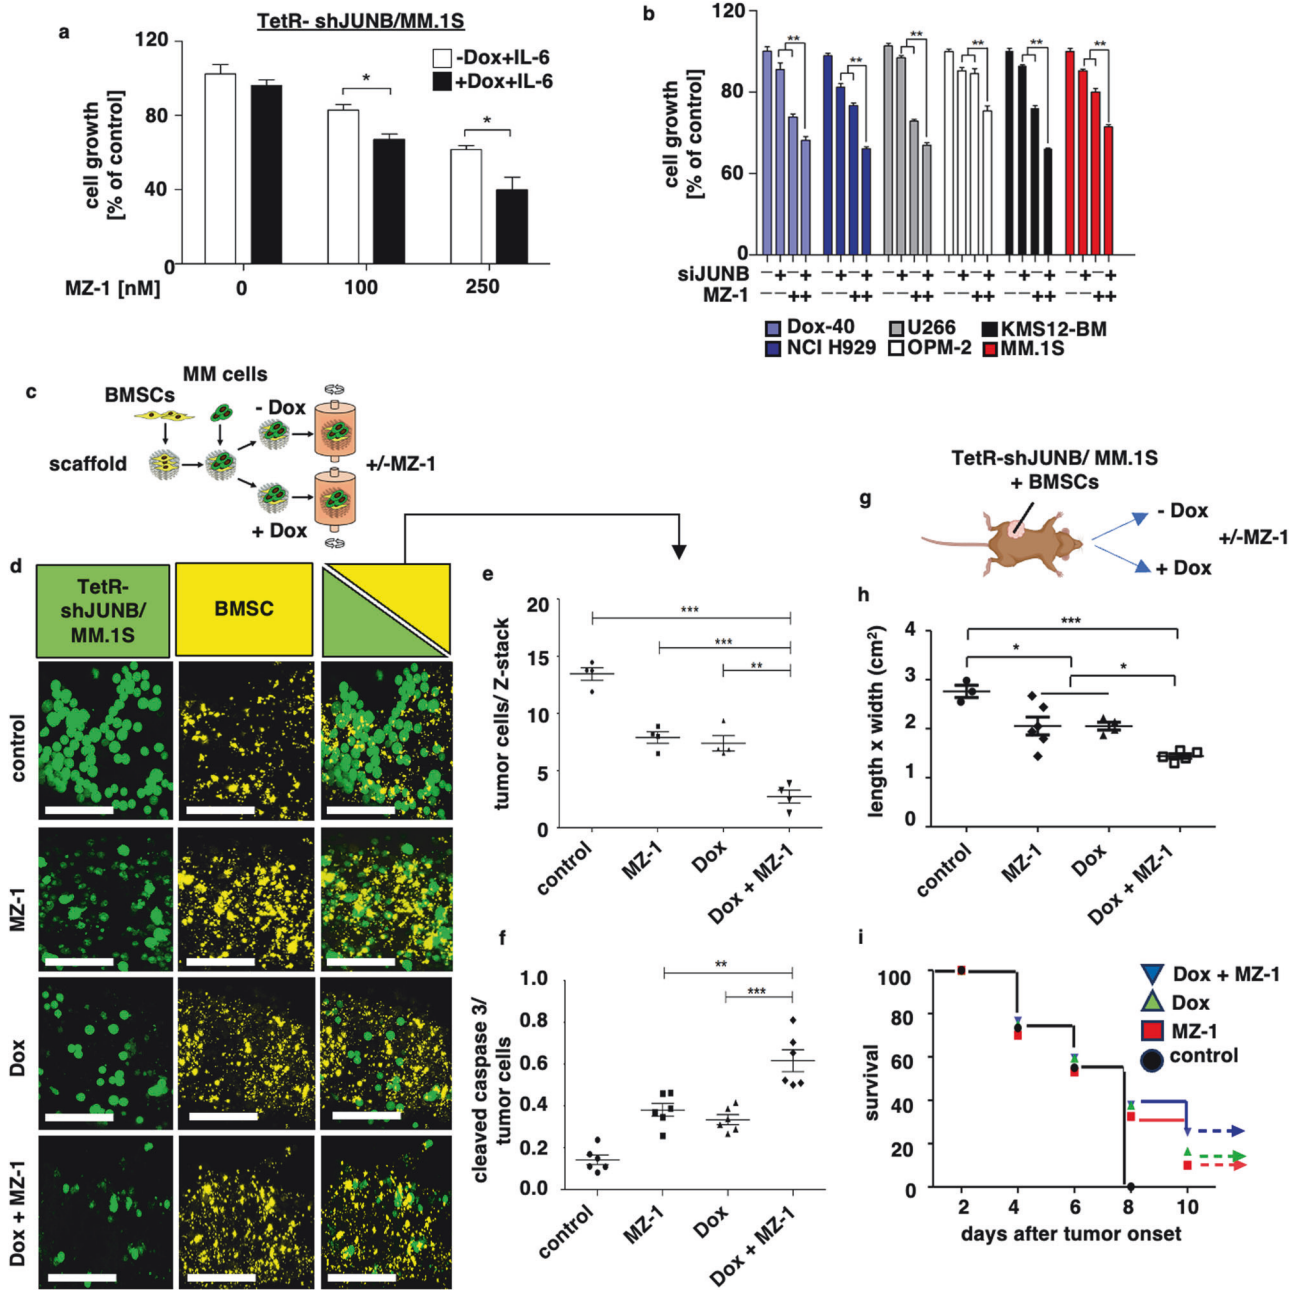 a
TetR- shJUNB/MM.1S
120
80
40
0
cell growth
[% of control]
-Dox+IL-6
+Dox+IL-6
*
*
MZ-1 [nM]
0
100
250
b
120
80
60
0
cell growth
[% of control]
**
**
**
**
**
**
siJUNB
− + − + − + − + − + − + − + − + − + − + − + − +
MZ-1
− − + + − − + + − − + + − − + + − − + + − − + +
Dox-40
U266
KMS12-BM
NCI H929
OPM-2
MM.1S
c
MM cells
BMSCs
- Dox
scaffold
+/-MZ-1
+ Dox
d
TetR-
shJUNB/
MM.1S
BMSC
control
MZ-1
Dox
Dox + MZ-1
e
20
15
10
5
0
tumor cells/ Z-stack
***
***
**
control
MZ-1
Dox
Dox + MZ-1
f
1.0
0.8
0.6
0.4
0.2
0.0
cleaved caspase 3/
tumor cells
**
***
control
MZ-1
Dox
Dox + MZ-1
g
TetR-shJUNB/ MM.1S
+ BMSCs
- Dox
+/-MZ-1
+ Dox
h
4
3
2
1
0
length x width (cm²)
***
*
*
control
MZ-1
Dox
Dox + MZ-1
i
100
80
60
40
20
0
survival
Dox + MZ-1
Dox
MZ-1
control
2
4
6
8
10
days after tumor onset